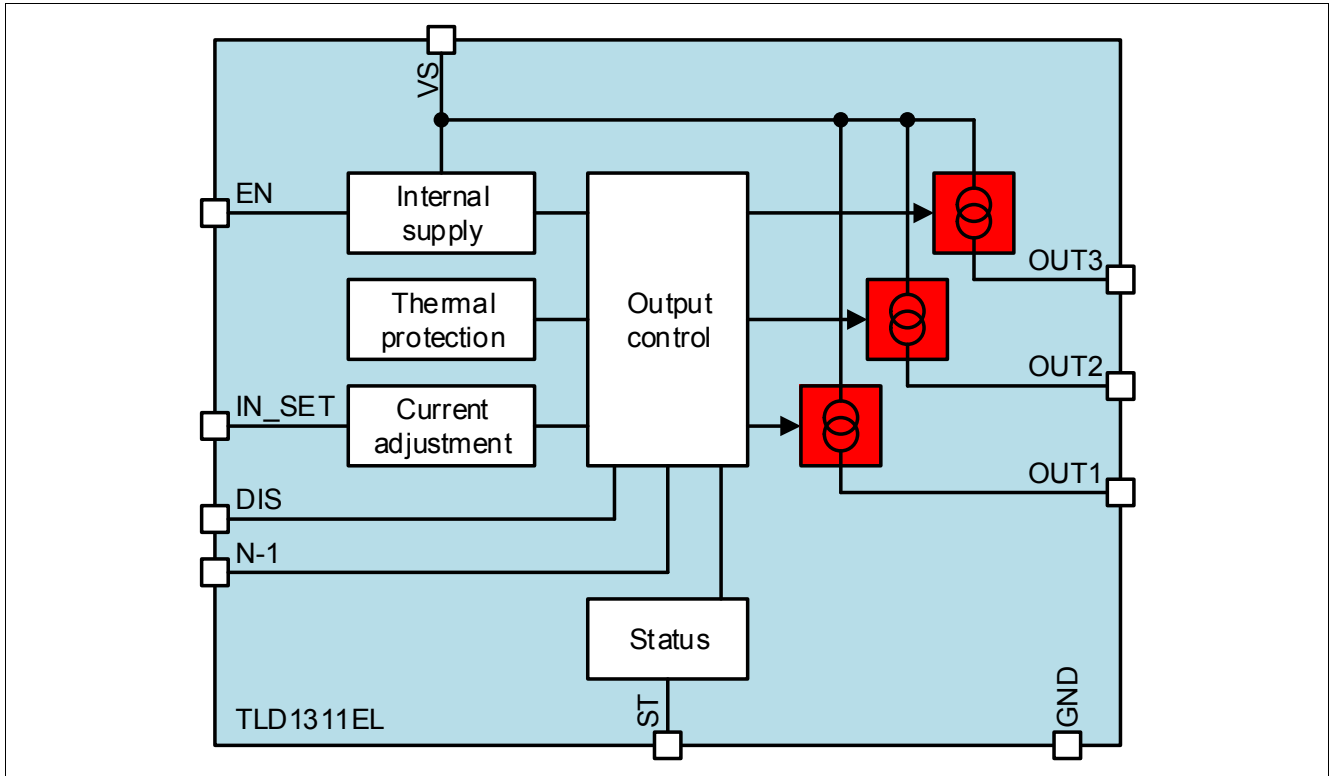 VS
EN
Internal
supply
Thermal
protection
Output
control
OUT3
OUT2
IN_SET
Current
adjustment
OUT1
DIS
N-1
Status
ST
GND
TLD1311EL